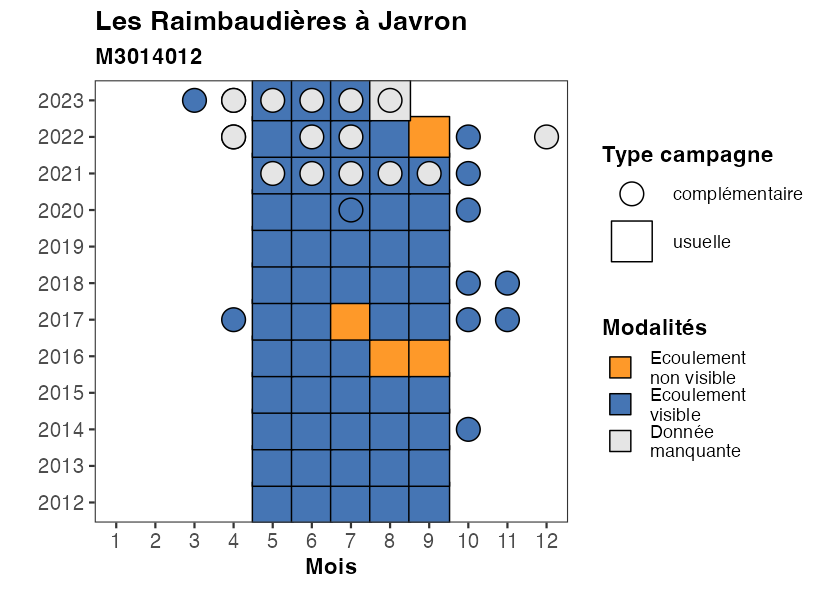 Les Raimbaudières à Javron
M3014012
2023
2022
2021
2020
2019
2018
2017
2016
2015
2014
2013
2012
1 2 3 4 5 6 7 8 9 10 11 12
Mois
Type campagne
complémentaire
usuelle
Modalités
Ecoulement
non visible
Ecoulement
visible
Donnée
manquante